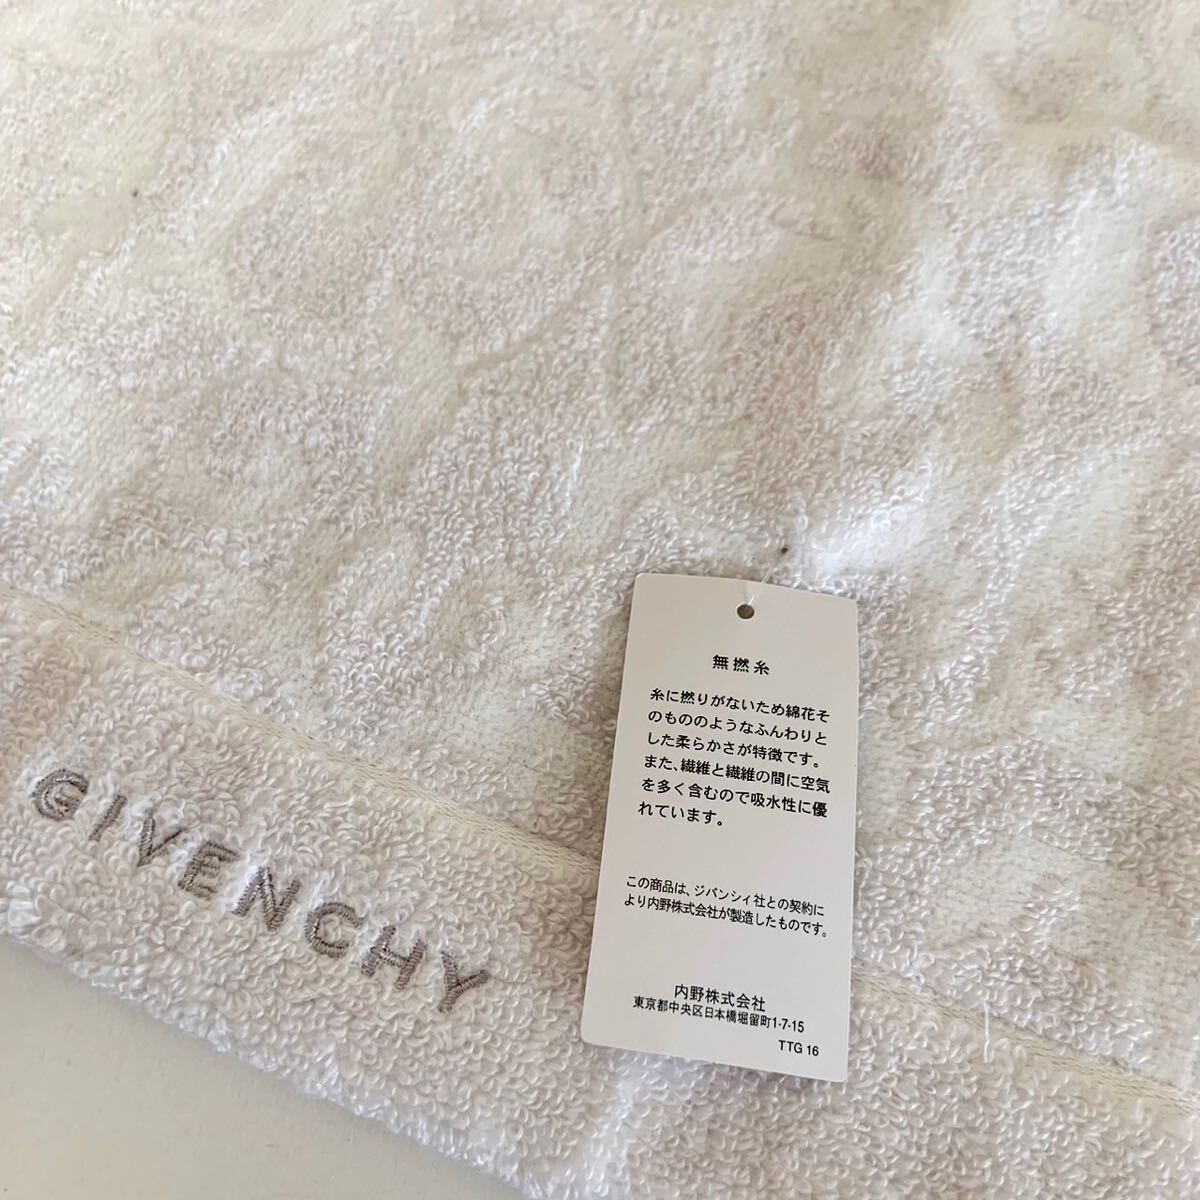 無撚糸
糸に撚りがないため綿花そ
のもののようなふんわりと
した柔らかさが特徴です。
また、繊維と繊維の間に空気
を多く含むので吸水性に優
れています。
この商品は、ジバンシィ社との契約に
より内野株式会社が製造したものです。
内野株式会社
東京都中央区日本橋堀留町1-7-15
TTG 16
GIVENCHY